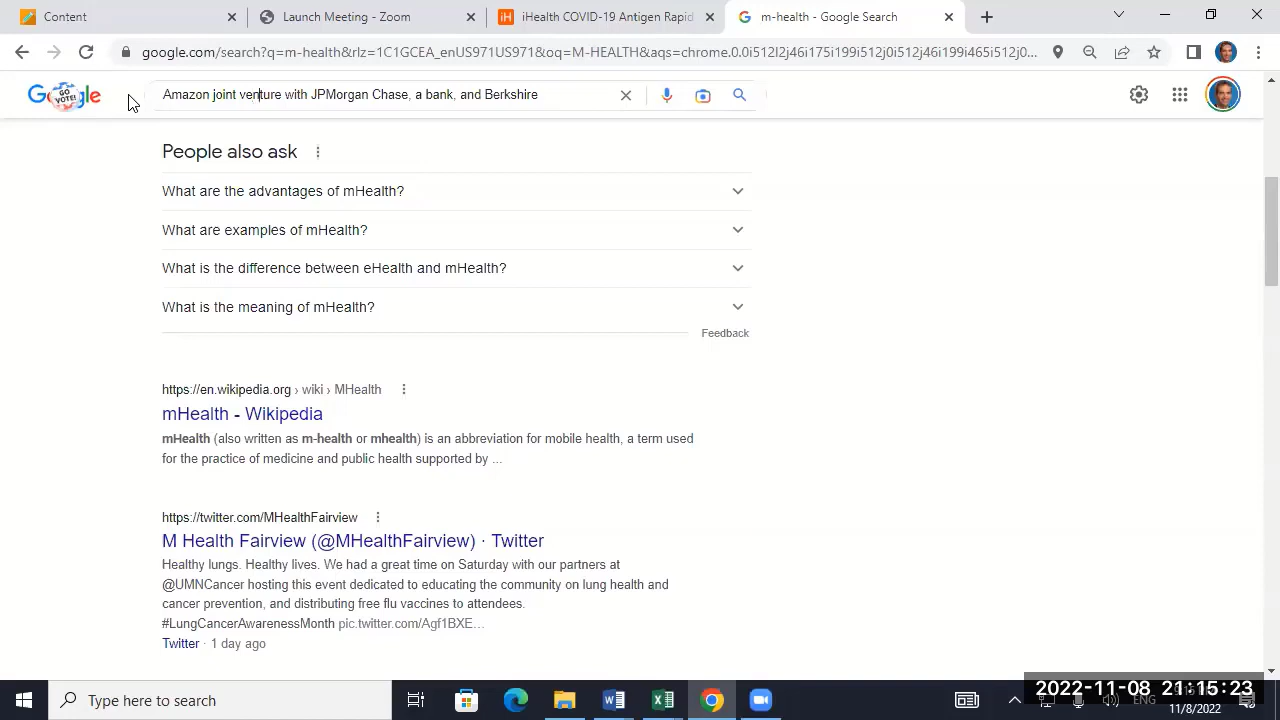 Content
Launch Meeting - Zoom
iHealth COVID-19 Antigen Rapid
m-health - Google Search
google.com/search?q=m-health&rlz=1C1GCEA_enUS971US971&oq=M-HEALTH&aqs=chrome.0.0i512l2j46i175i199i512j0i512j46i199i465i512j0...
Google
GO VOTE!
Amazon joint venture with JPMorgan Chase, a bank, and Berkshire
People also ask
What are the advantages of mHealth?
What are examples of mHealth?
What is the difference between eHealth and mHealth?
What is the meaning of mHealth?
Feedback
https://en.wikipedia.org › wiki › MHealth
mHealth - Wikipedia
mHealth (also written as m-health or mhealth) is an abbreviation for mobile health, a term used
for the practice of medicine and public health supported by ...
https://twitter.com/MHealthFairview
M Health Fairview (@MHealthFairview) · Twitter
Healthy lungs. Healthy lives. We had a great time on Saturday with our partners at
@UMNCancer hosting this event dedicated to educating the community on lung health and
cancer prevention, and distributing free flu vaccines to attendees.
#LungCancerAwarenessMonth pic.twitter.com/Agf1BXE...
Twitter · 1 day ago
Type here to search
2022-11-08 21:15:23
ENG
11/8/2022